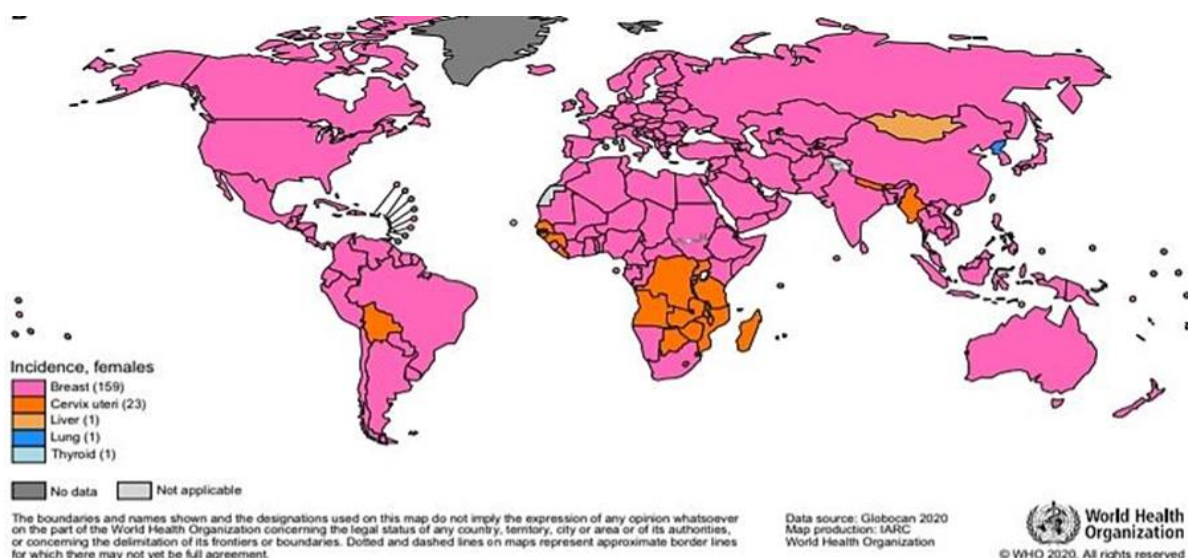 Incidence, females
Breast (159)
Cervix uteri (23)
Liver (1)
Lung (1)
Thyroid (1)
No data
Not applicable
The boundaries and names shown and the designations used on this map do not imply the expression of any opinion whatsoever
on the part of the World Health Organization concerning the legal status of any country, territory, city or area or of its authorities,
or concerning the delimitation of its frontiers or boundaries. Dotted and dashed lines on maps represent approximate border lines
for which there may not yet be full agreement.
Data source: Globocan 2020
Map production: IARC
World Health Organization
World Health
Organization
© WHO 2020. All rights reserved